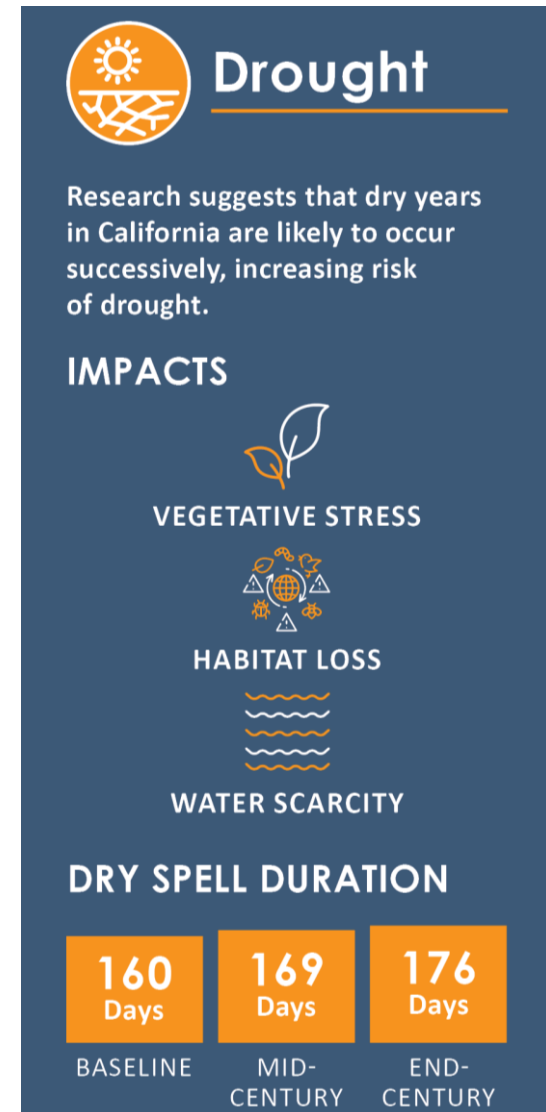 Drought
Research suggests that dry years
in California are likely to occur
successively, increasing risk
of drought.
IMPACTS
VEGETATIVE STRESS
HABITAT LOSS
WATER SCARCITY
DRY SPELL DURATION
160
Days
BASELINE
169
Days
MID-
CENTURY
176
Days
END-
CENTURY